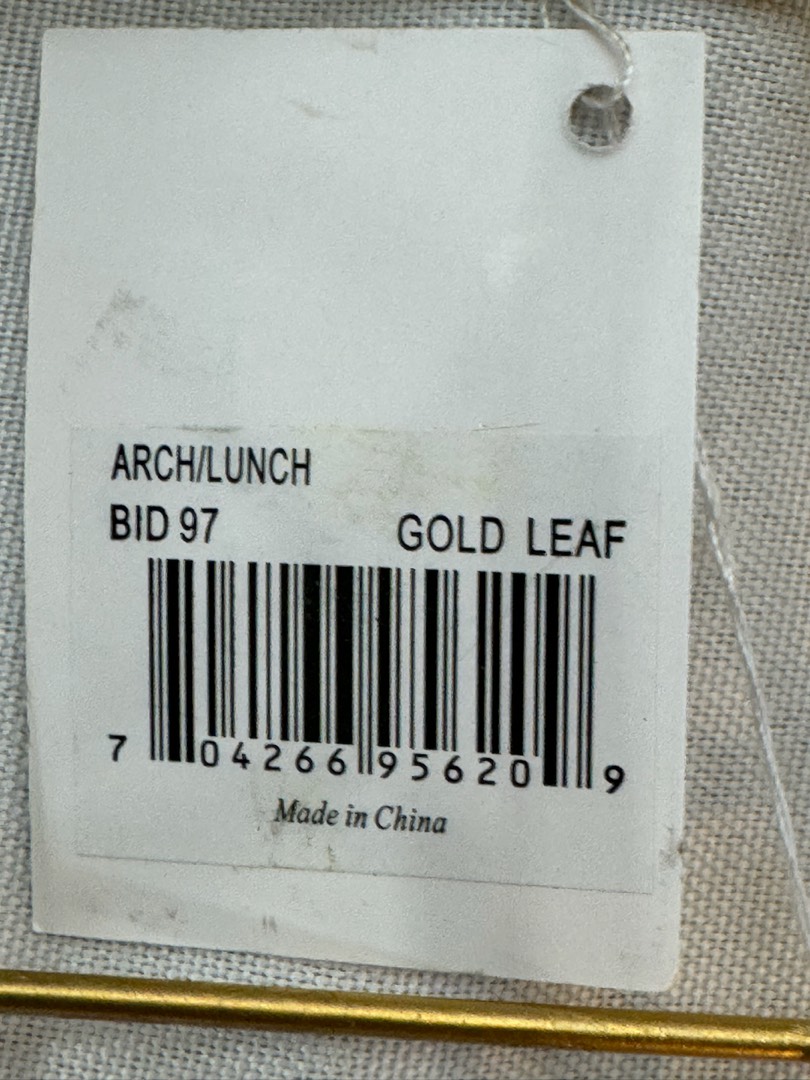 ARCH/LUNCH
BID 97 GOLD LEAF
7 04266 95620 9
Made in China